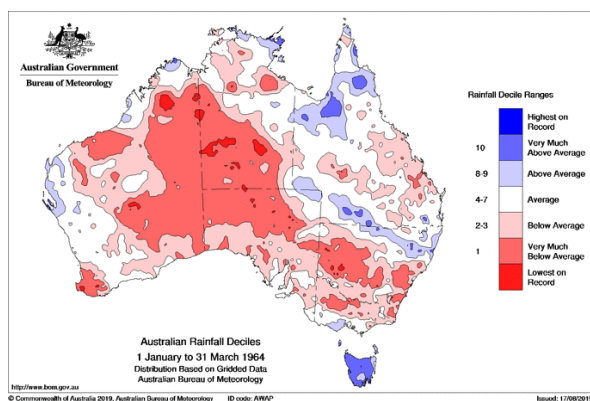 Australian Government
Bureau of Meteorology
Rainfall Decile Ranges
Highest on
Record
10
Very Much
Above Average
8-9
Above Average
4-7
Average
2-3
Below Average
1
Very Much
Below Average
Lowest on
Record
Australian Rainfall Deciles
1 January to 31 March 1964
Distribution Based on Gridded Data
Australian Bureau of Meteorology
http://www.bom.gov.au
© Commonwealth of Australia 2019, Australian Bureau of Meteorology
ID code: AWAP